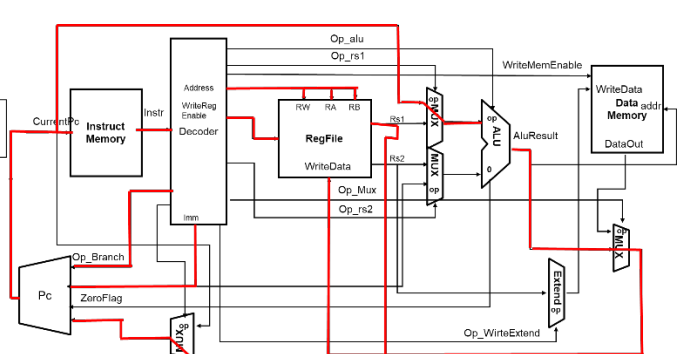 Op_alu
Op_rs1
WriteMemEnable
Address
WriteReg
Enable
Decoder
Imm
CurrentPc
Instr
Instruct
Memory
RW RA RB
RegFile
WriteData
Rs1
Rs2
op
MUX
MUX
op
op
ALU
0
AluResult
WriteData
Data
Memory
addr
DataOut
Op_Mux
Op_rs2
op
MUX
Op_Branch
Pc
ZeroFlag
op
MUX
Extend
op
Op_WirteExtend